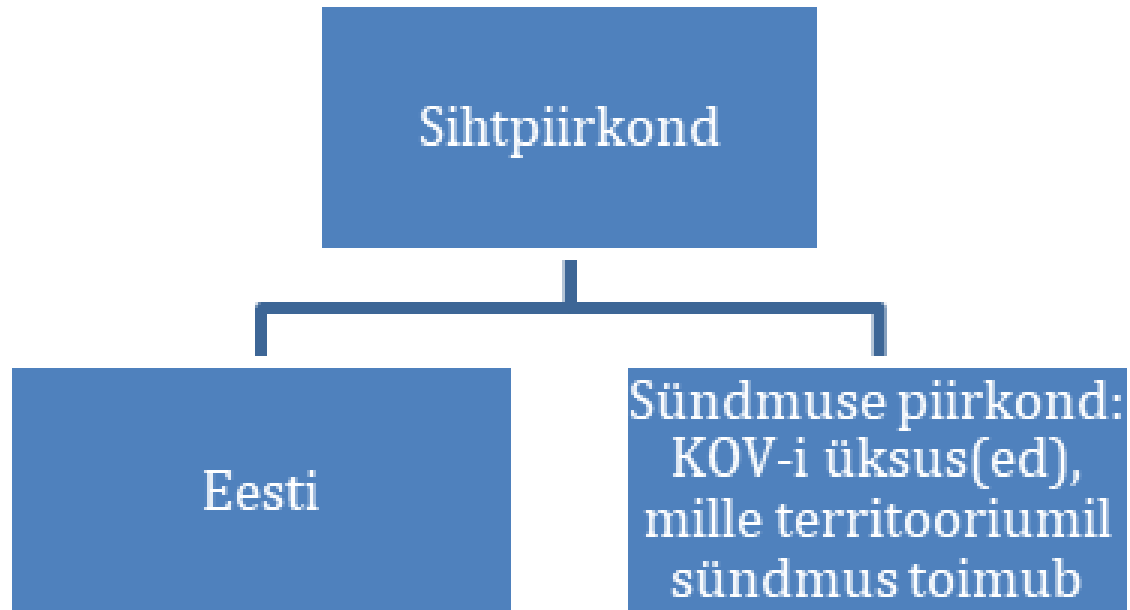 Sihtpiirkond
Eesti
Sündmuse piirkond:
KOV-i üksus(ed),
mille territooriumil
sündmus toimub